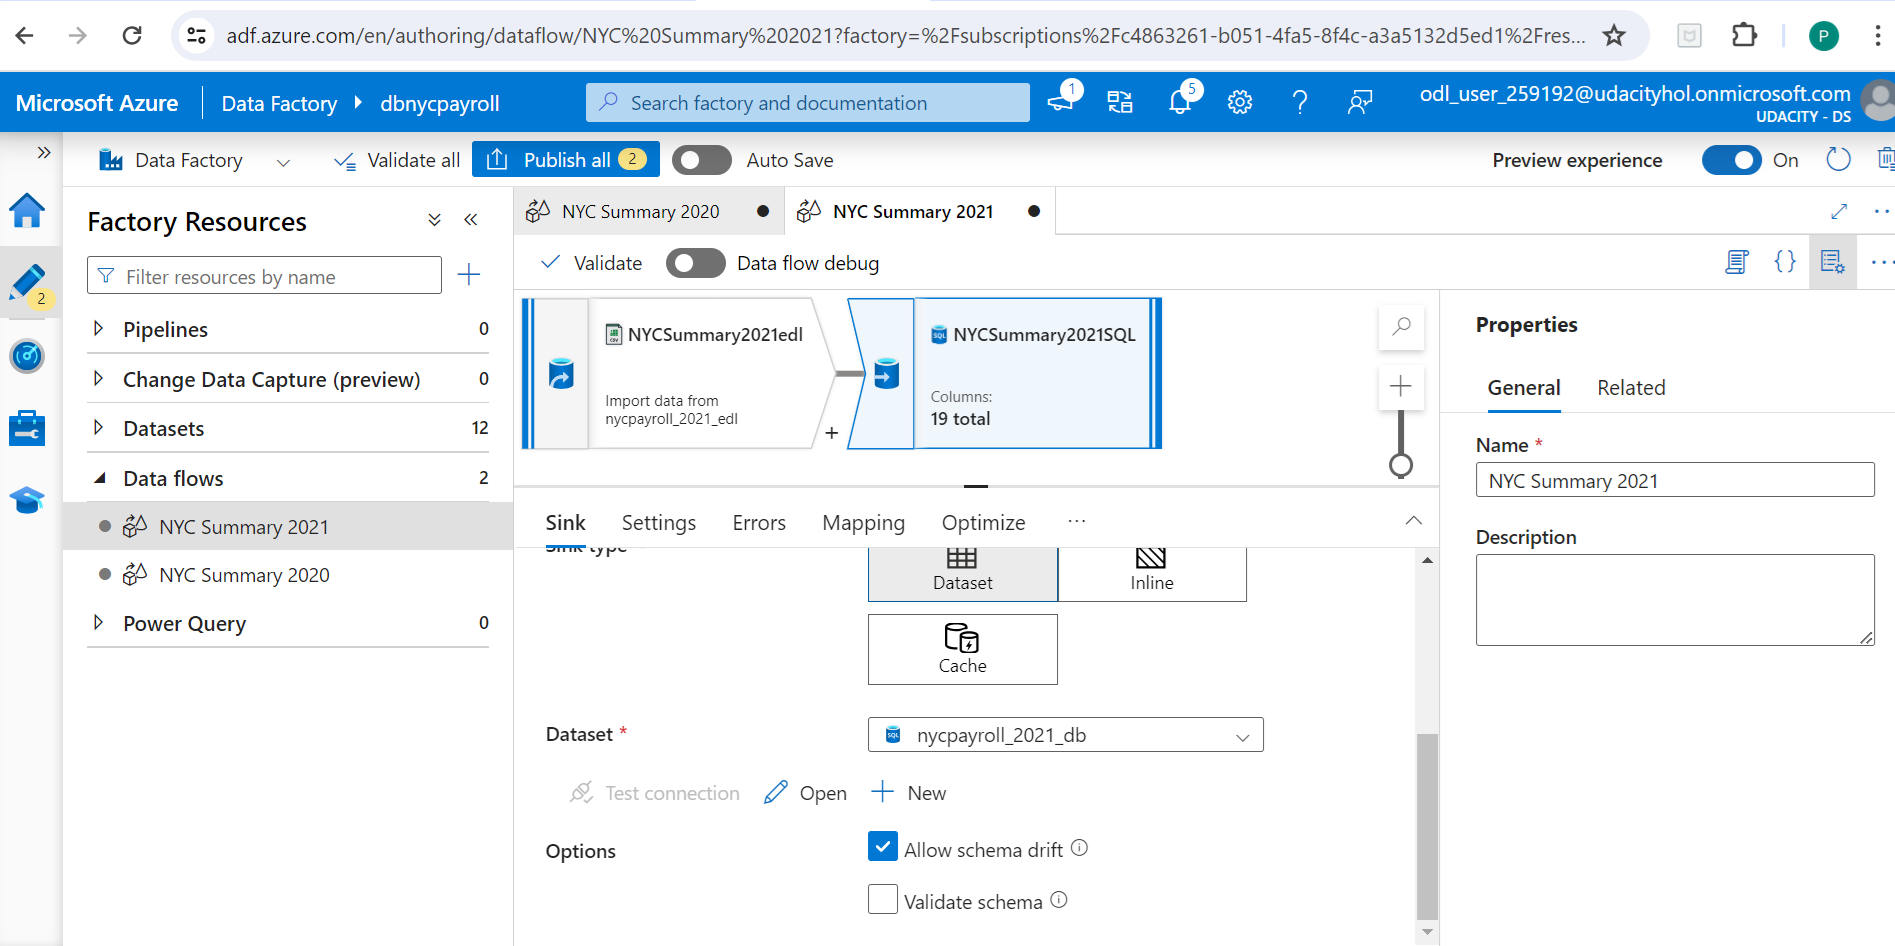 adf.azure.com/en/authoring/dataflow/NYC%20Summary%202021?factory=%2Fsubscriptions%2Fc4863261-b051-4fa5-8f4c-a3a5132d5ed1%2Fres...
P
Microsoft Azure
Data Factory
dbnycpayroll
Search factory and documentation
1
5
odl_user_259192@udacityhol.onmicrosoft.com
UDACITY - DS
Data Factory
Validate all
Publish all 2
Auto Save
Preview experience
On
2
Factory Resources
Filter resources by name
Pipelines 0
Change Data Capture (preview) 0
Datasets 12
Data flows 2
NYC Summary 2021
NYC Summary 2020
Power Query 0
NYC Summary 2020
NYC Summary 2021
Validate
Data flow debug
NYCSummary2021edl
Import data from
nycpayroll_2021_edl
+
SQL
NYCSummary2021SQL
Columns:
19 total
Sink
Settings
Errors
Mapping
Optimize
...
Sink type
Dataset
Inline
Cache
Dataset *
SQL
nycpayroll_2021_db
Test connection
Open
New
Options
Allow schema drift
Validate schema
Properties
General
Related
Name *
NYC Summary 2021
Description